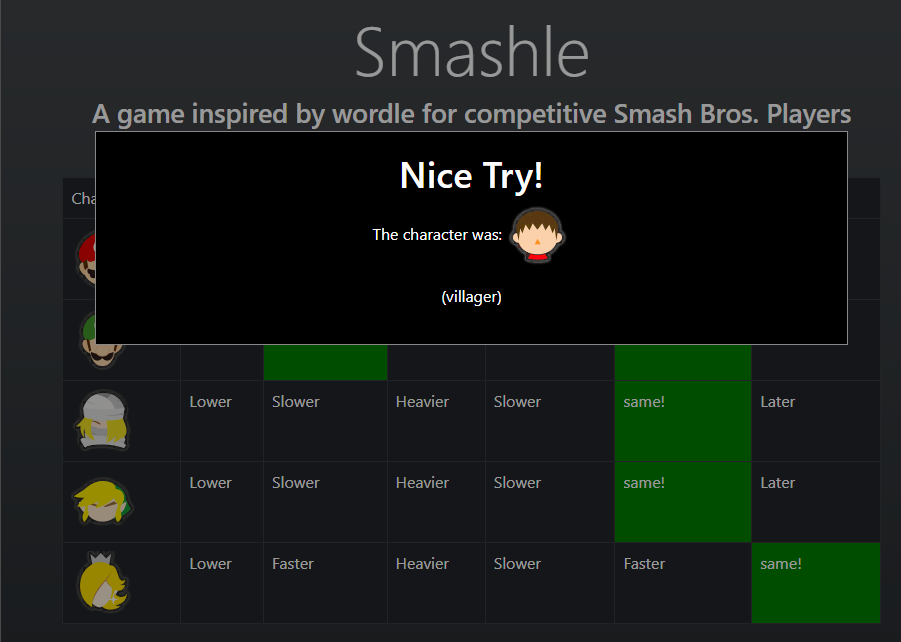 Smashle
A game inspired by wordle for competitive Smash Bros. Players
Nice Try!
Cha
The character was:
(villager)
Lower Slower Heavier Slower same! Later
Lower Slower Heavier Slower same! Later
Lower Faster Heavier Slower Faster same!